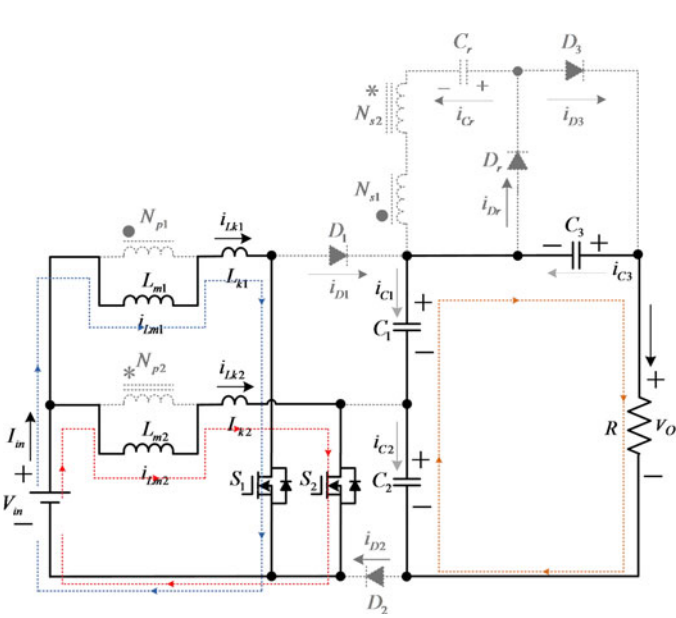 C_r
D_3
− +
*
N_s2
i_Cr
i_D3
D_r
N_s1
i_Dr
N_p1
i_Lk1
D_1
C_3
− +
L_m1
L_k1
i_D1
i_C1
i_C3
+
i_Lm1
C_1
−
* N_p2
i_Lk2
+
L_m2
L_k2
I_in
i_C2
R
V_O
+
i_Lm2
S_1
S_2
+
C_2
−
V_in
−
−
i_D2
D_2